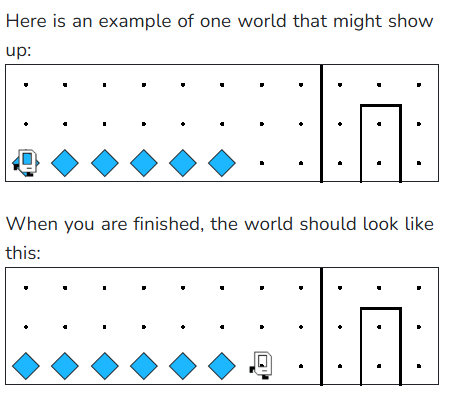 Here is an example of one world that might show
up:
When you are finished, the world should look like
this: